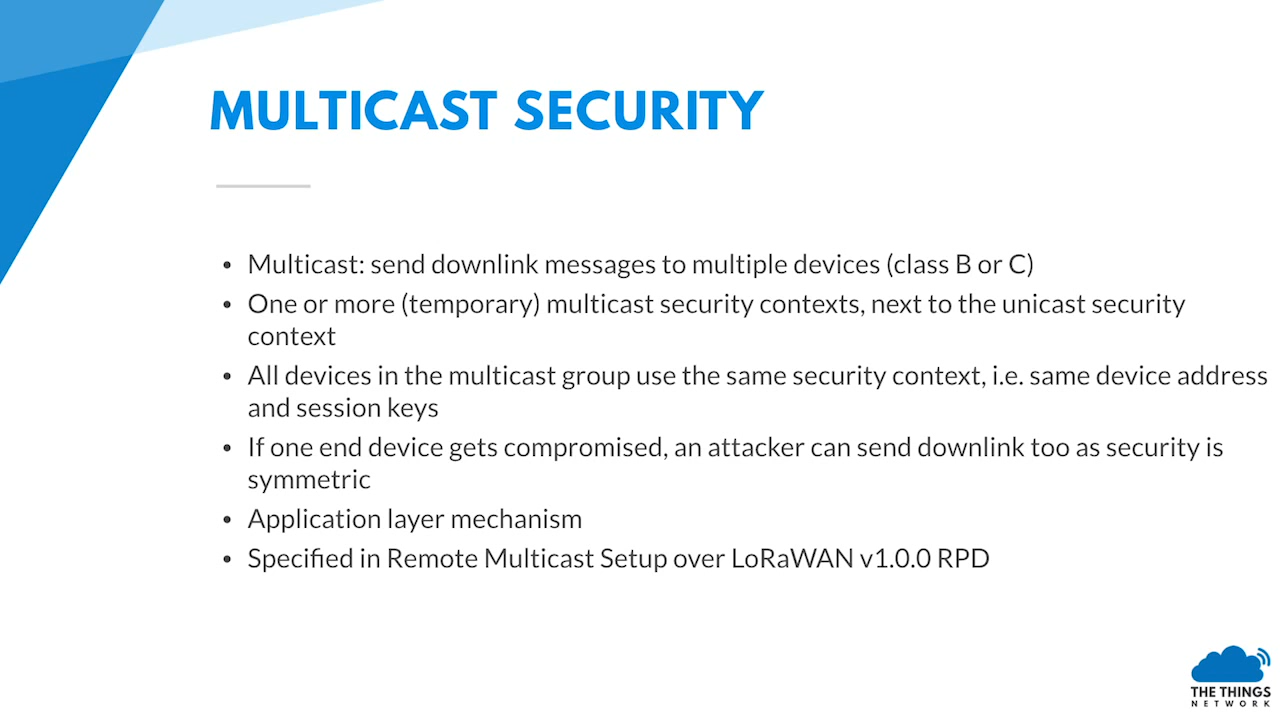 MULTICAST SECURITY
• Multicast: send downlink messages to multiple devices (class B or C)
• One or more (temporary) multicast security contexts, next to the unicast security
context
• All devices in the multicast group use the same security context, i.e. same device address
and session keys
• If one end device gets compromised, an attacker can send downlink too as security is
symmetric
• Application layer mechanism
• Specified in Remote Multicast Setup over LoRaWAN v1.0.0 RPD
THE THINGS
NETWORK